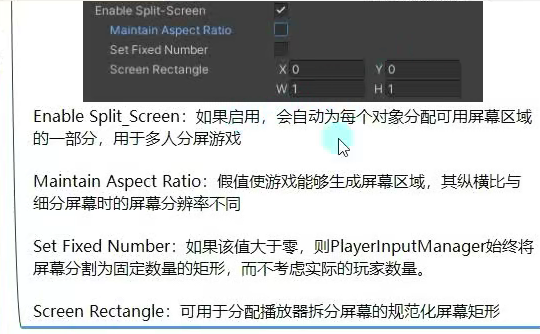 Enable Split-Screen
Maintain Aspect Ratio
Set Fixed Number
Screen Rectangle X 0 Y 0
W 1 H 1
Enable Split_Screen：如果启用，会自动为每个对象分配可用屏幕区域
的一部分，用于多人分屏游戏
Maintain Aspect Ratio：假值使游戏能够生成屏幕区域，其纵横比与
细分屏幕时的屏幕分辨率不同
Set Fixed Number：如果该值大于零，则PlayerInputManager始终将
屏幕分割为固定数量的矩形，而不考虑实际的玩家数量。
Screen Rectangle：可用于分配播放器拆分屏幕的规范化屏幕矩形